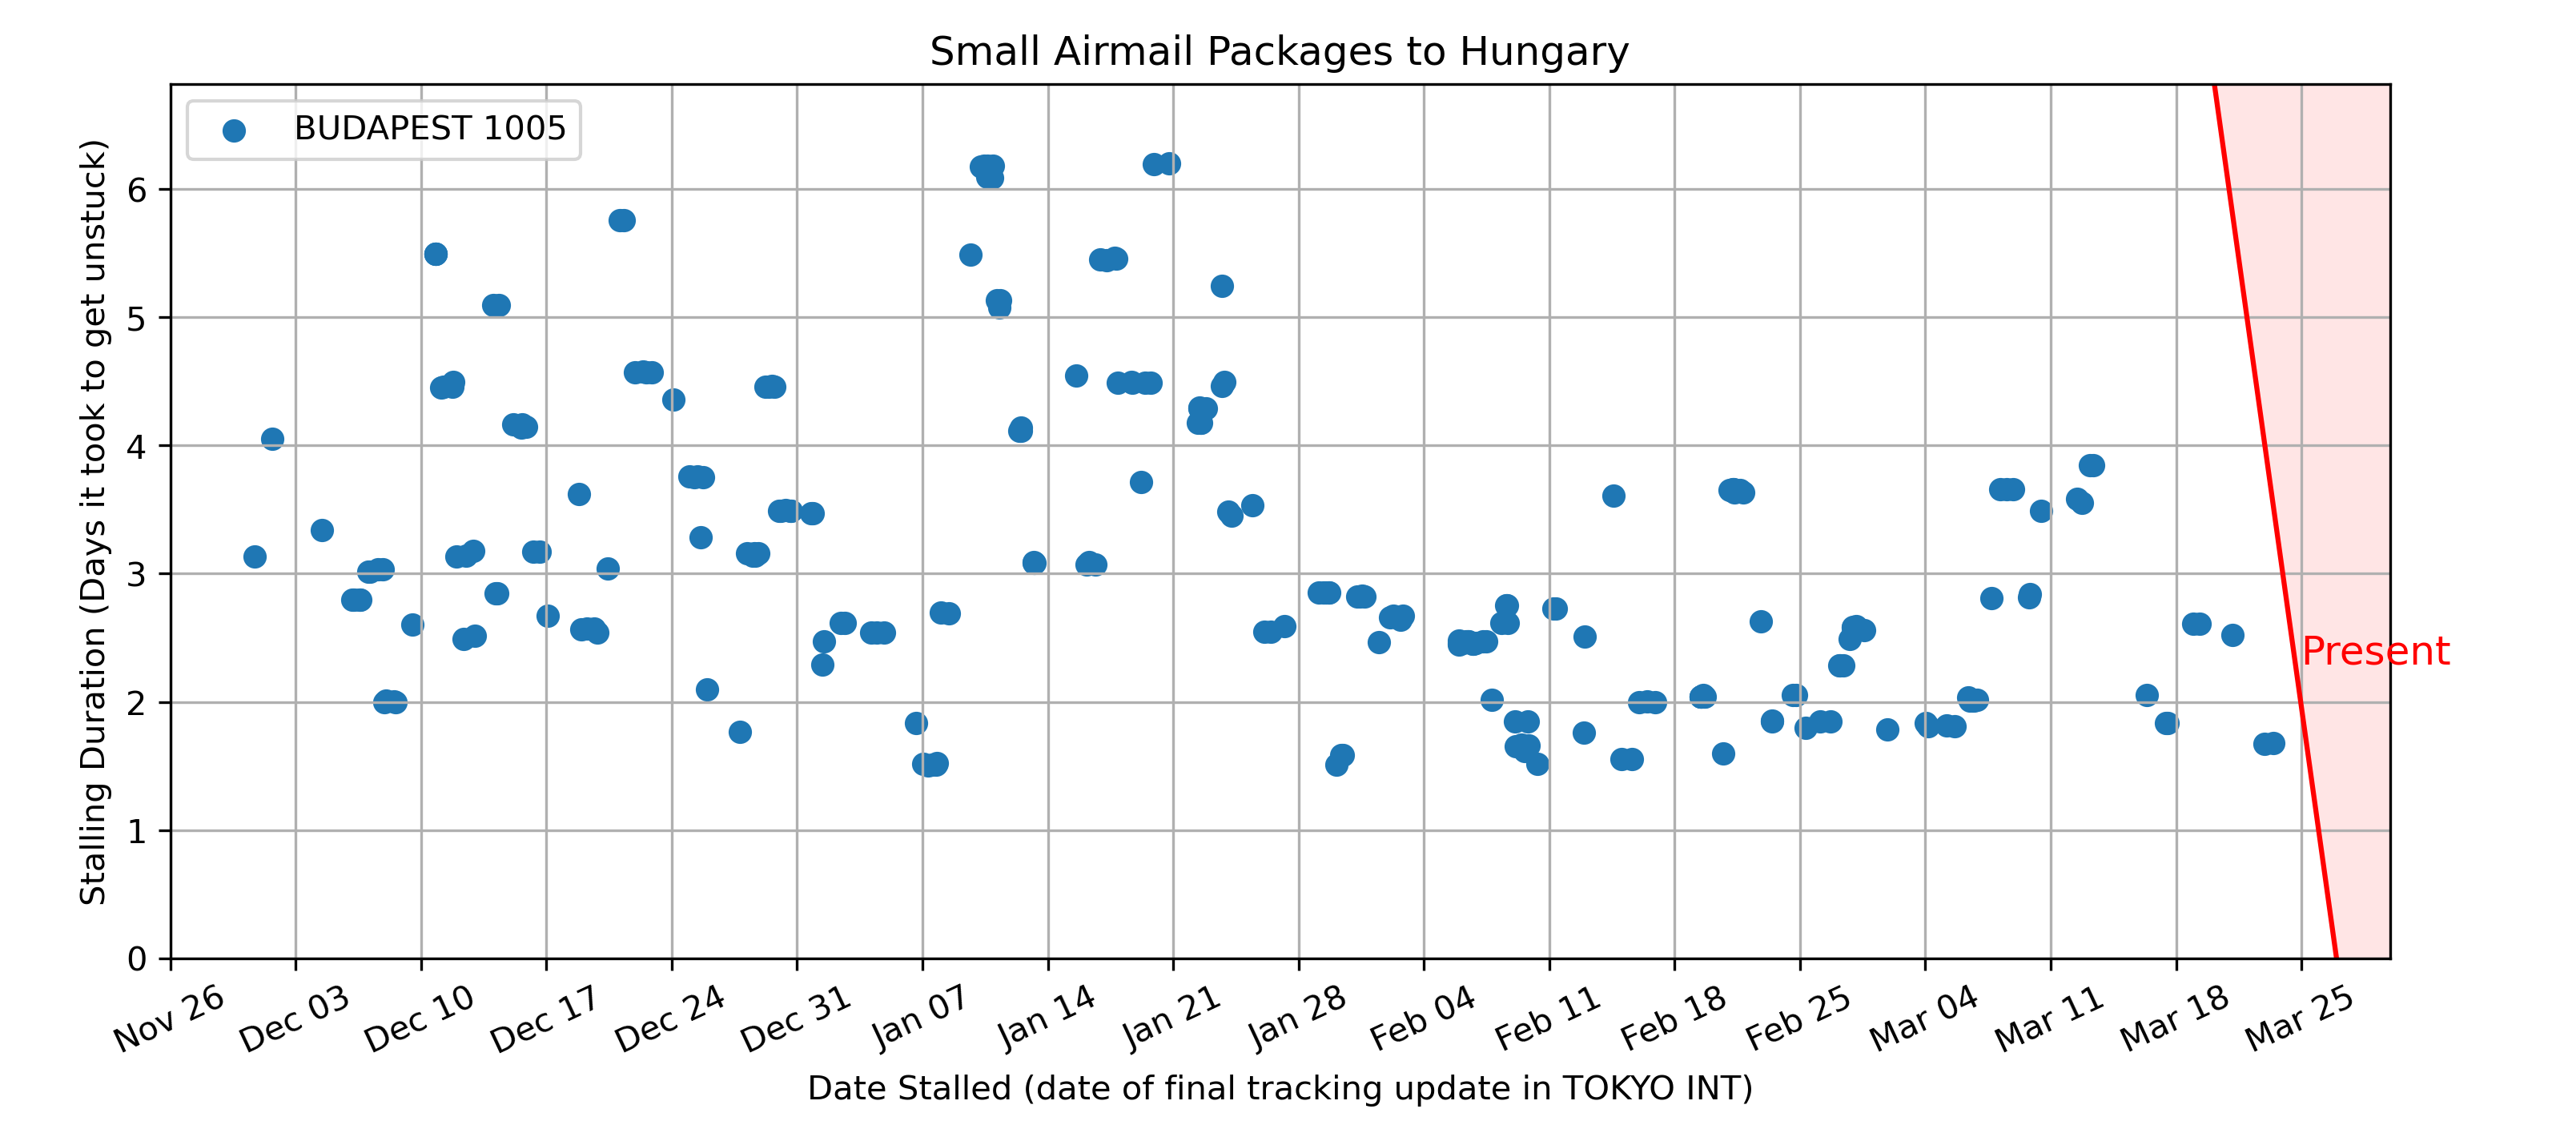 Small Airmail Packages to Hungary
BUDAPEST 1005
Stalling Duration (Days it took to get unstuck)
6
5
4
3
2
1
0
Present
Nov 26
Dec 03
Dec 10
Dec 17
Dec 24
Dec 31
Jan 07
Jan 14
Jan 21
Jan 28
Feb 04
Feb 11
Feb 18
Feb 25
Mar 04
Mar 11
Mar 18
Mar 25
Date Stalled (date of final tracking update in TOKYO INT)